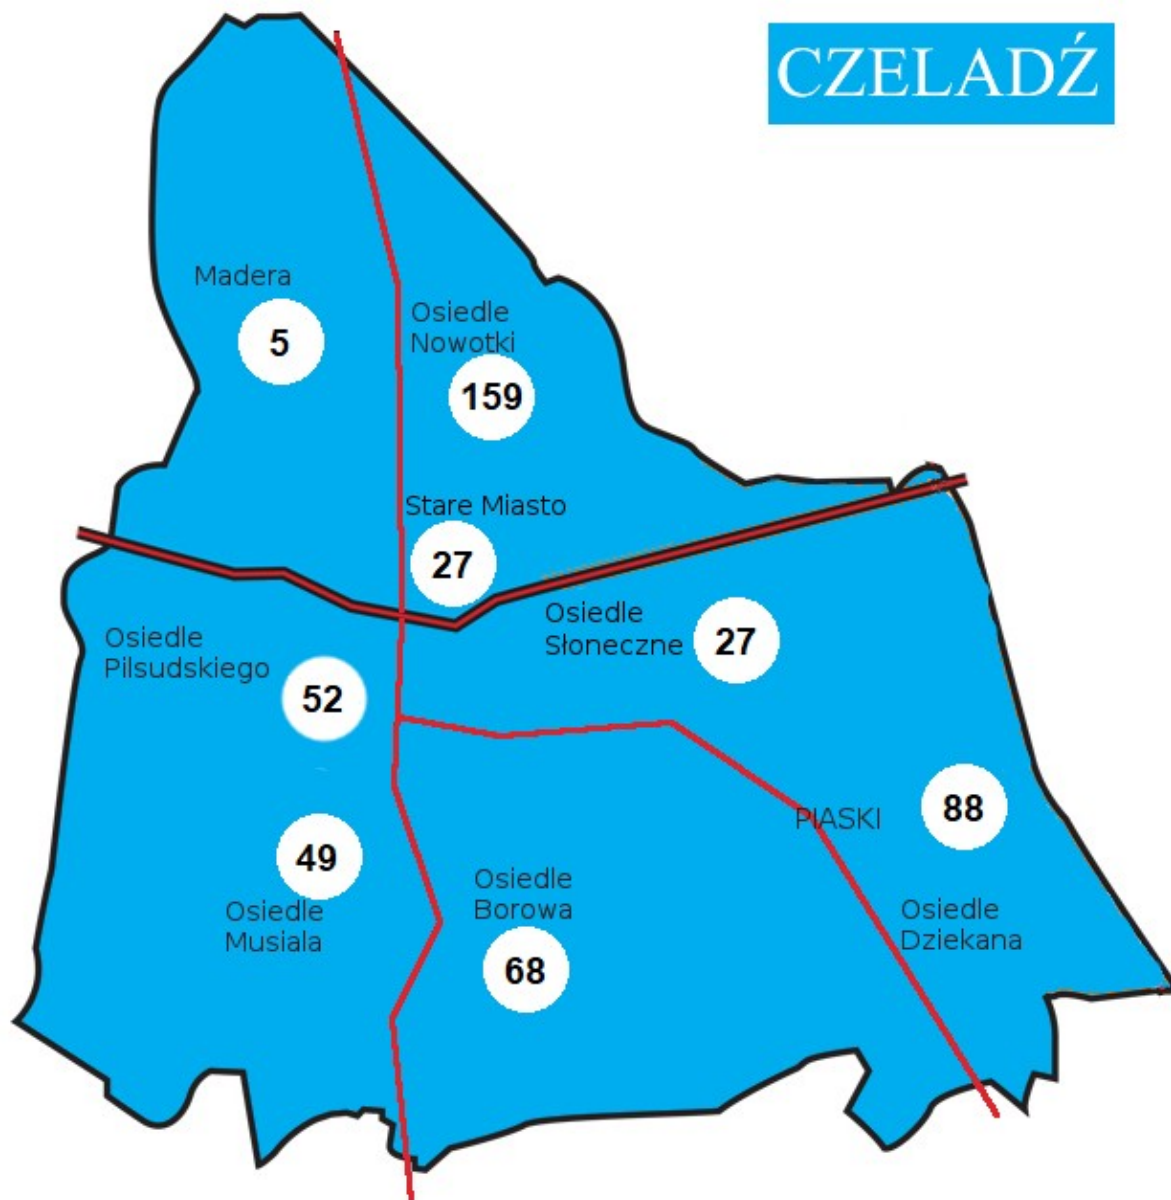 CZELADŹ
Madera
5
Osiedle
Nowotki
159
Stare Miasto
27
Osiedle
Słoneczne
27
Osiedle
Pilsudskiego
52
PIASKI
88
49
Osiedle
Musiala
Osiedle
Borowa
68
Osiedle
Dziekana